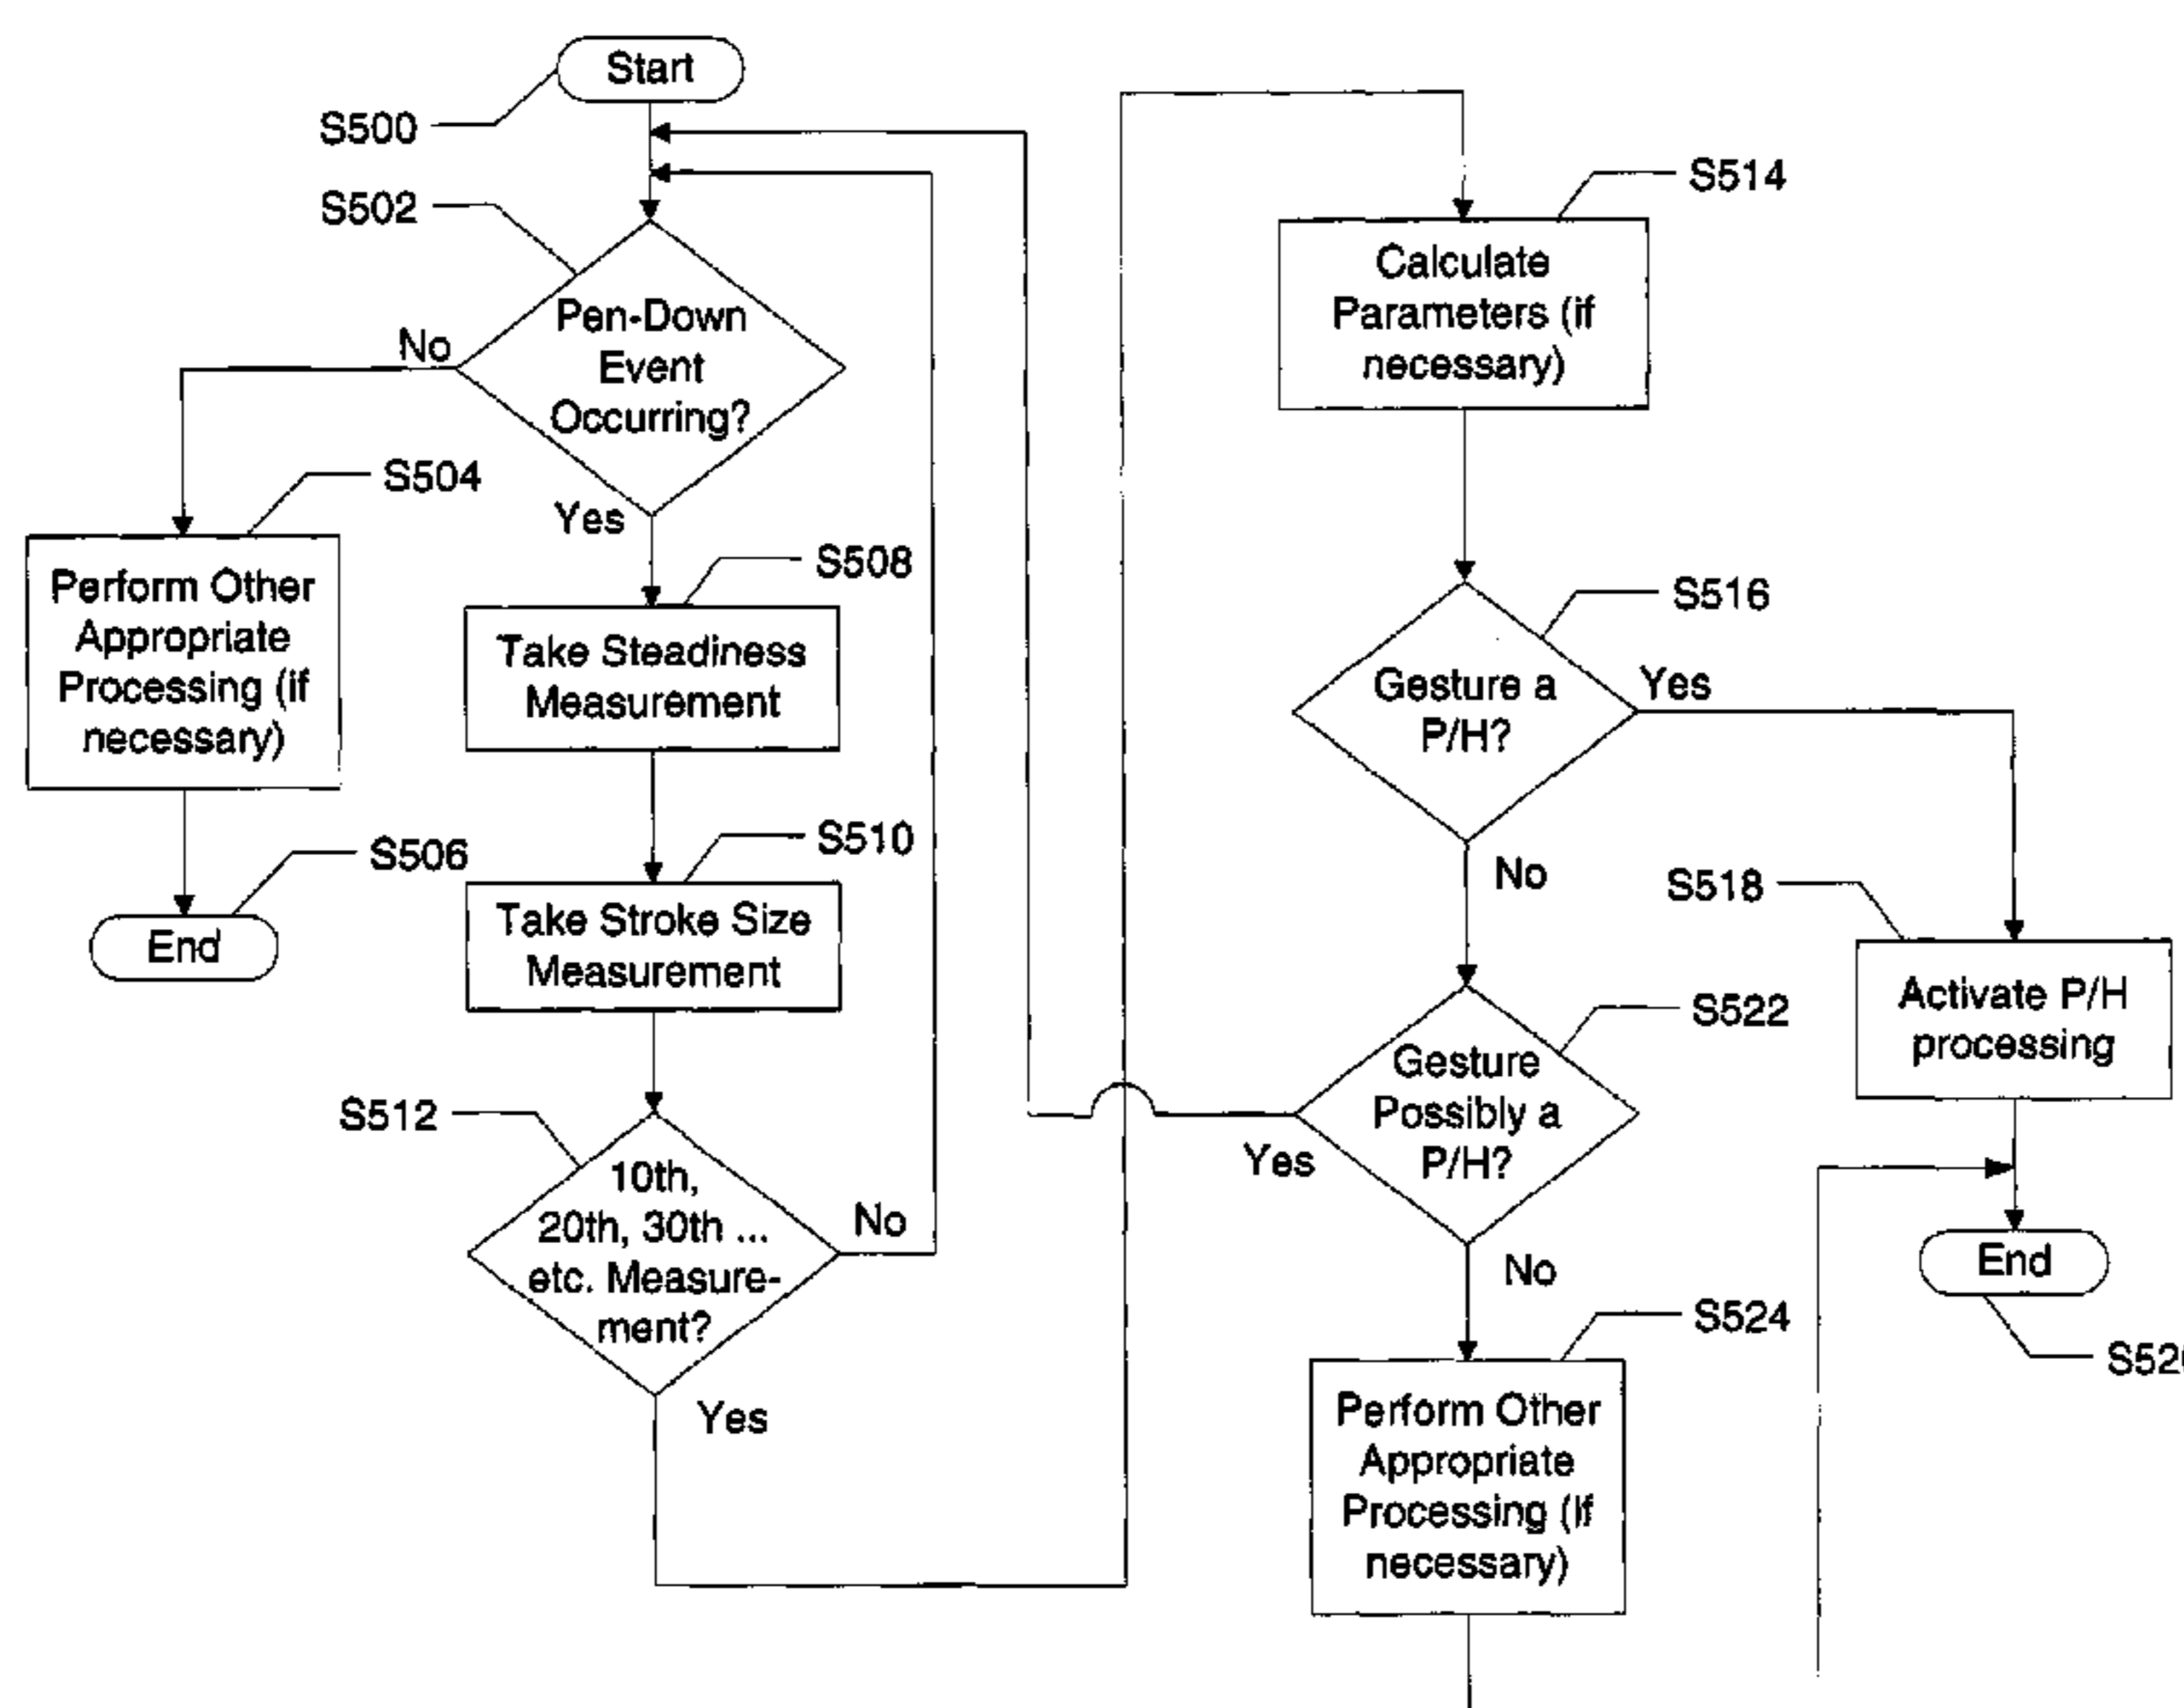 Start
S500
S502
Pen-Down
Event
Occurring?
No
Yes
S504
Perform Other
Appropriate
Processing (if
necessary)
S506
End
S508
Take Steadiness
Measurement
S510
Take Stroke Size
Measurement
S512
10th,
20th, 30th ...
etc. Measure-
ment?
No
Yes
S514
Calculate
Parameters (if
necessary)
S516
Gesture a
P/H?
Yes
No
S518
Activate P/H
processing
S522
Gesture
Possibly a
P/H?
Yes
No
End
S524
Perform Other
Appropriate
Processing (if
necessary)